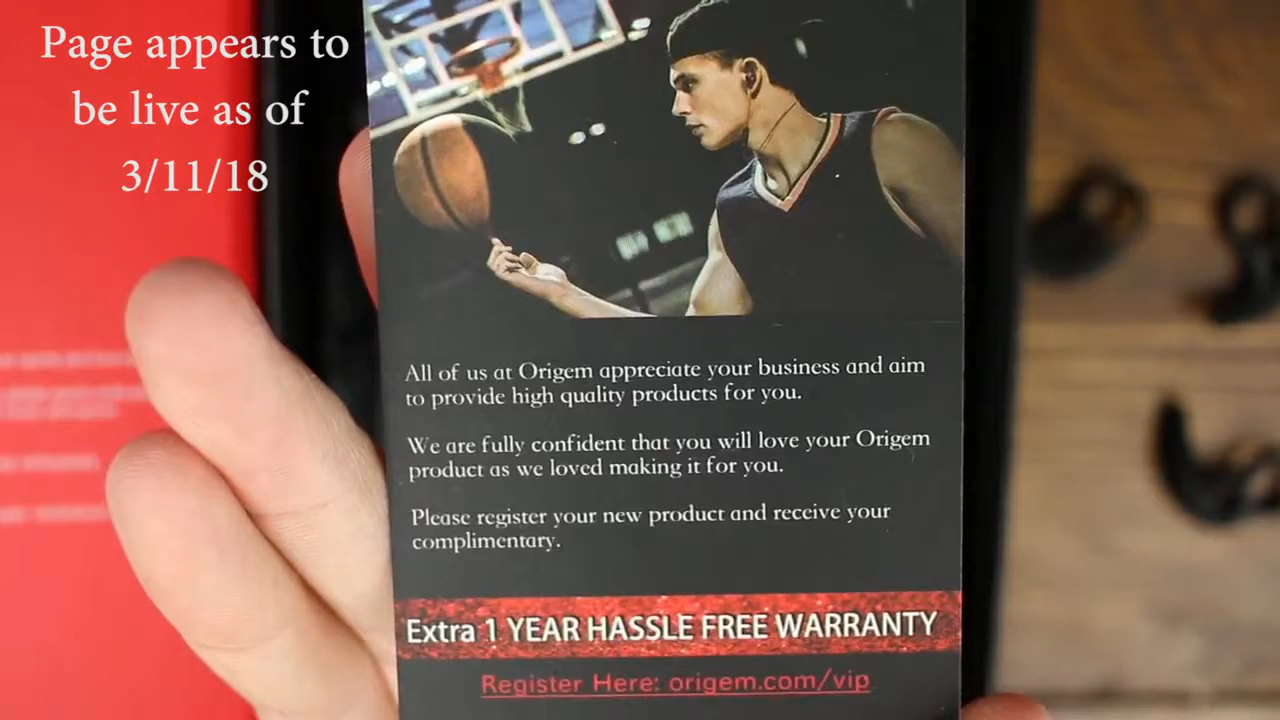 Page appears to
be live as of
3/11/18
All of us at Origem appreciate your business and aim
to provide high quality products for you.
We are fully confident that you will love your Origem
product as we loved making it for you.
Please register your new product and receive your
complimentary.
Extra 1 YEAR HASSLE FREE WARRANTY
Register Here: origem.com/vip